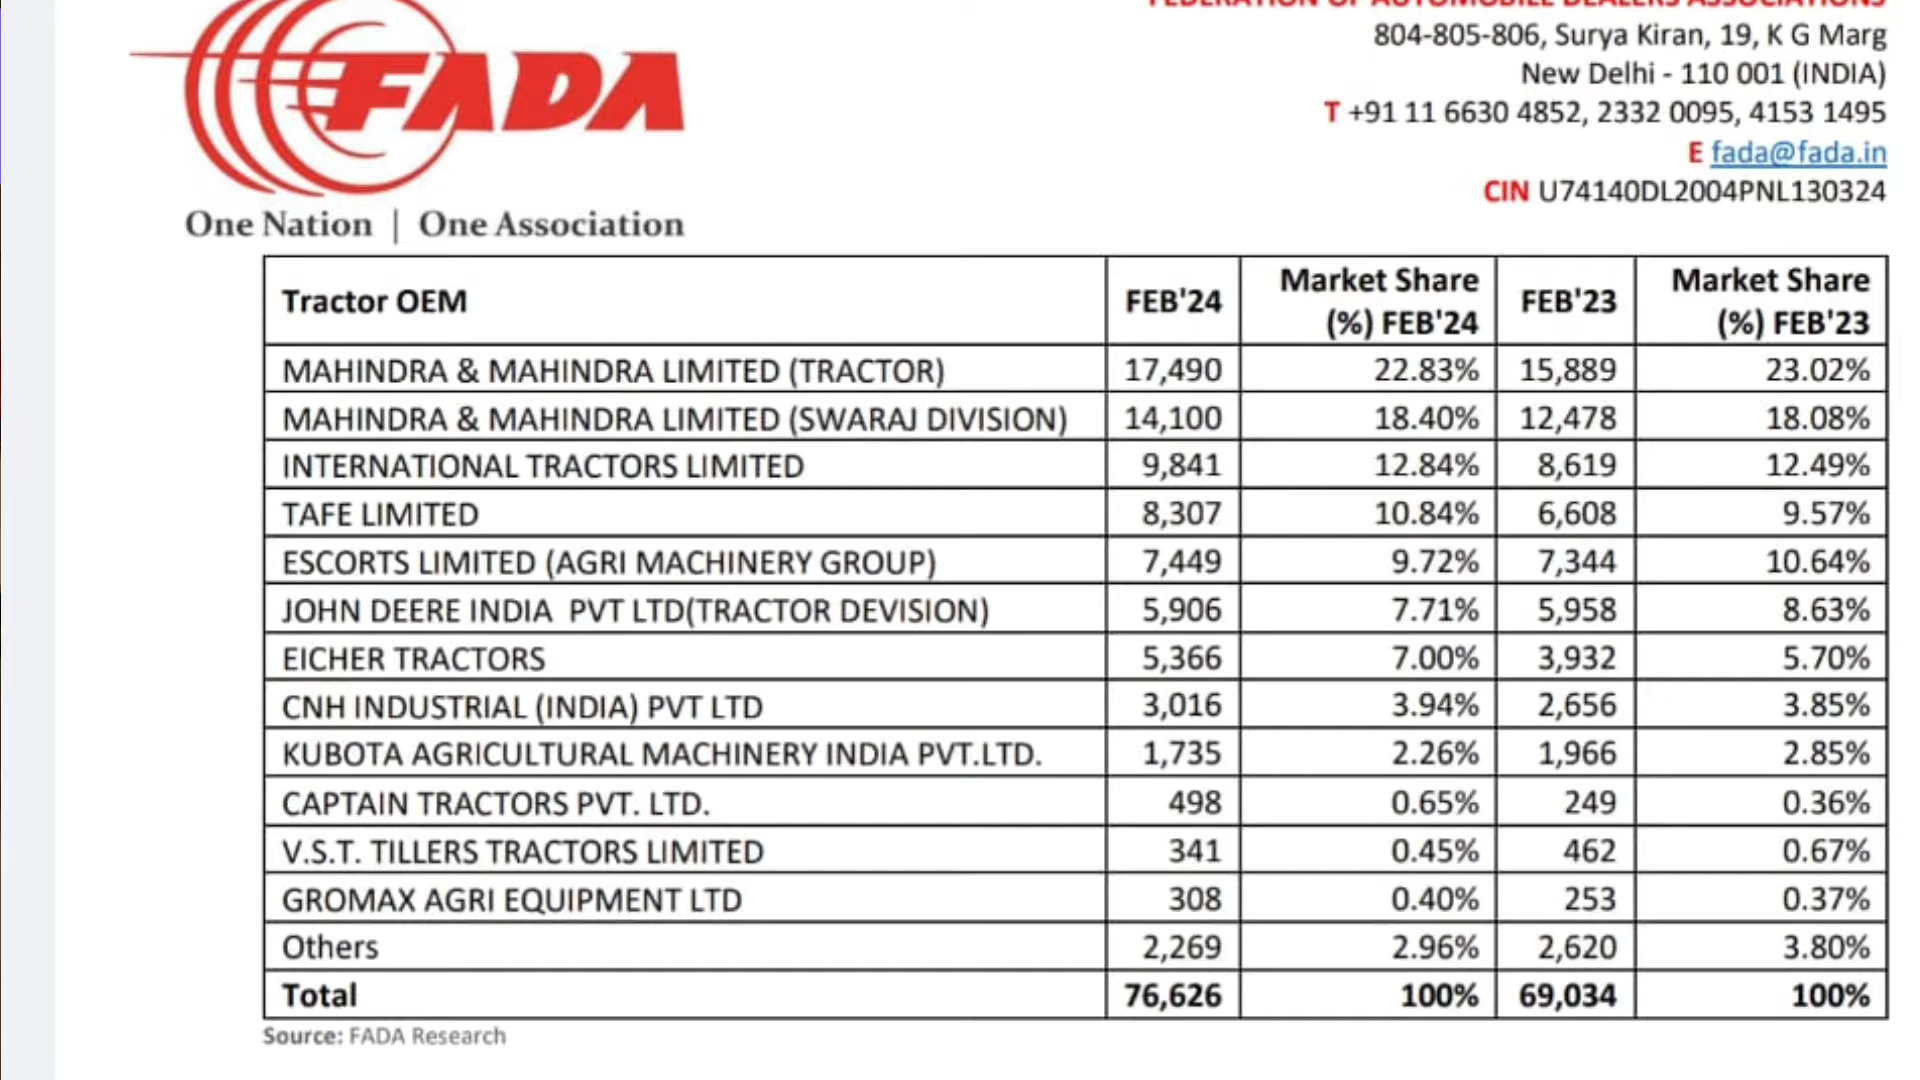 FEDERATION OF AUTOMOBILE DEALERS ASSOCIATIONS
FADA
804-805-806, Surya Kiran, 19, K G Marg
New Delhi - 110 001 (INDIA)
T +91 11 6630 4852, 2332 0095, 4153 1495
E fada@fada.in
CIN U74140DL2004PNL130324
One Nation | One Association
Tractor OEM FEB'24 Market Share (%) FEB'24 FEB'23 Market Share (%) FEB'23
MAHINDRA & MAHINDRA LIMITED (TRACTOR) 17,490 22.83% 15,889 23.02%
MAHINDRA & MAHINDRA LIMITED (SWARAJ DIVISION) 14,100 18.40% 12,478 18.08%
INTERNATIONAL TRACTORS LIMITED 9,841 12.84% 8,619 12.49%
TAFE LIMITED 8,307 10.84% 6,608 9.57%
ESCORTS LIMITED (AGRI MACHINERY GROUP) 7,449 9.72% 7,344 10.64%
JOHN DEERE INDIA PVT LTD(TRACTOR DEVISION) 5,906 7.71% 5,958 8.63%
EICHER TRACTORS 5,366 7.00% 3,932 5.70%
CNH INDUSTRIAL (INDIA) PVT LTD 3,016 3.94% 2,656 3.85%
KUBOTA AGRICULTURAL MACHINERY INDIA PVT.LTD. 1,735 2.26% 1,966 2.85%
CAPTAIN TRACTORS PVT. LTD. 498 0.65% 249 0.36%
V.S.T. TILLERS TRACTORS LIMITED 341 0.45% 462 0.67%
GROMAX AGRI EQUIPMENT LTD 308 0.40% 253 0.37%
Others 2,269 2.96% 2,620 3.80%
Total 76,626 100% 69,034 100%
Source: FADA Research